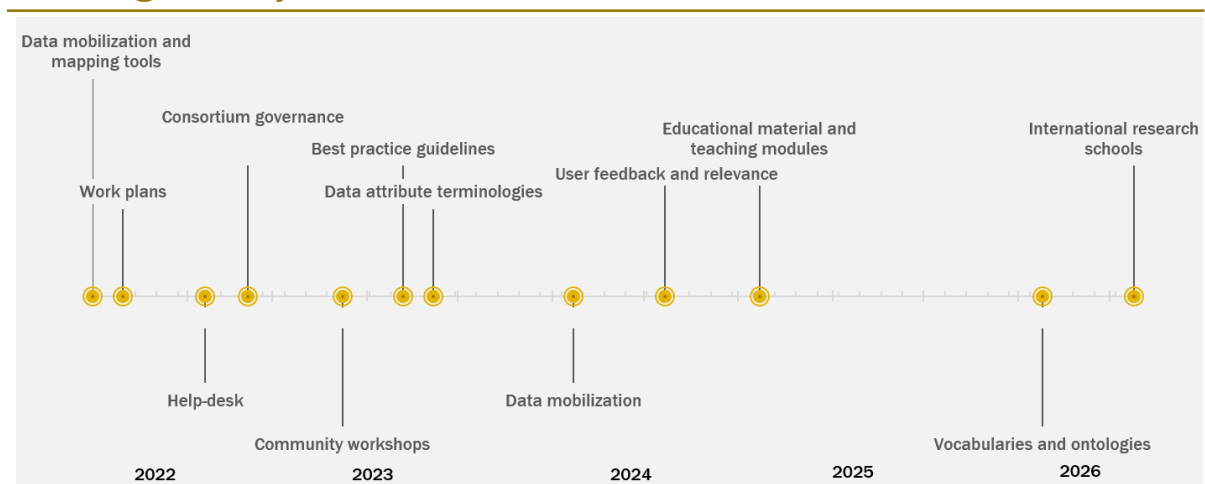 Data mobilization and
mapping tools
Consortium governance
Educational material and
teaching modules
International research
schools
Best practice guidelines
User feedback and relevance
Work plans
Data attribute terminologies
Help-desk
Data mobilization
Community workshops
Vocabularies and ontologies
2022
2023
2024
2025
2026